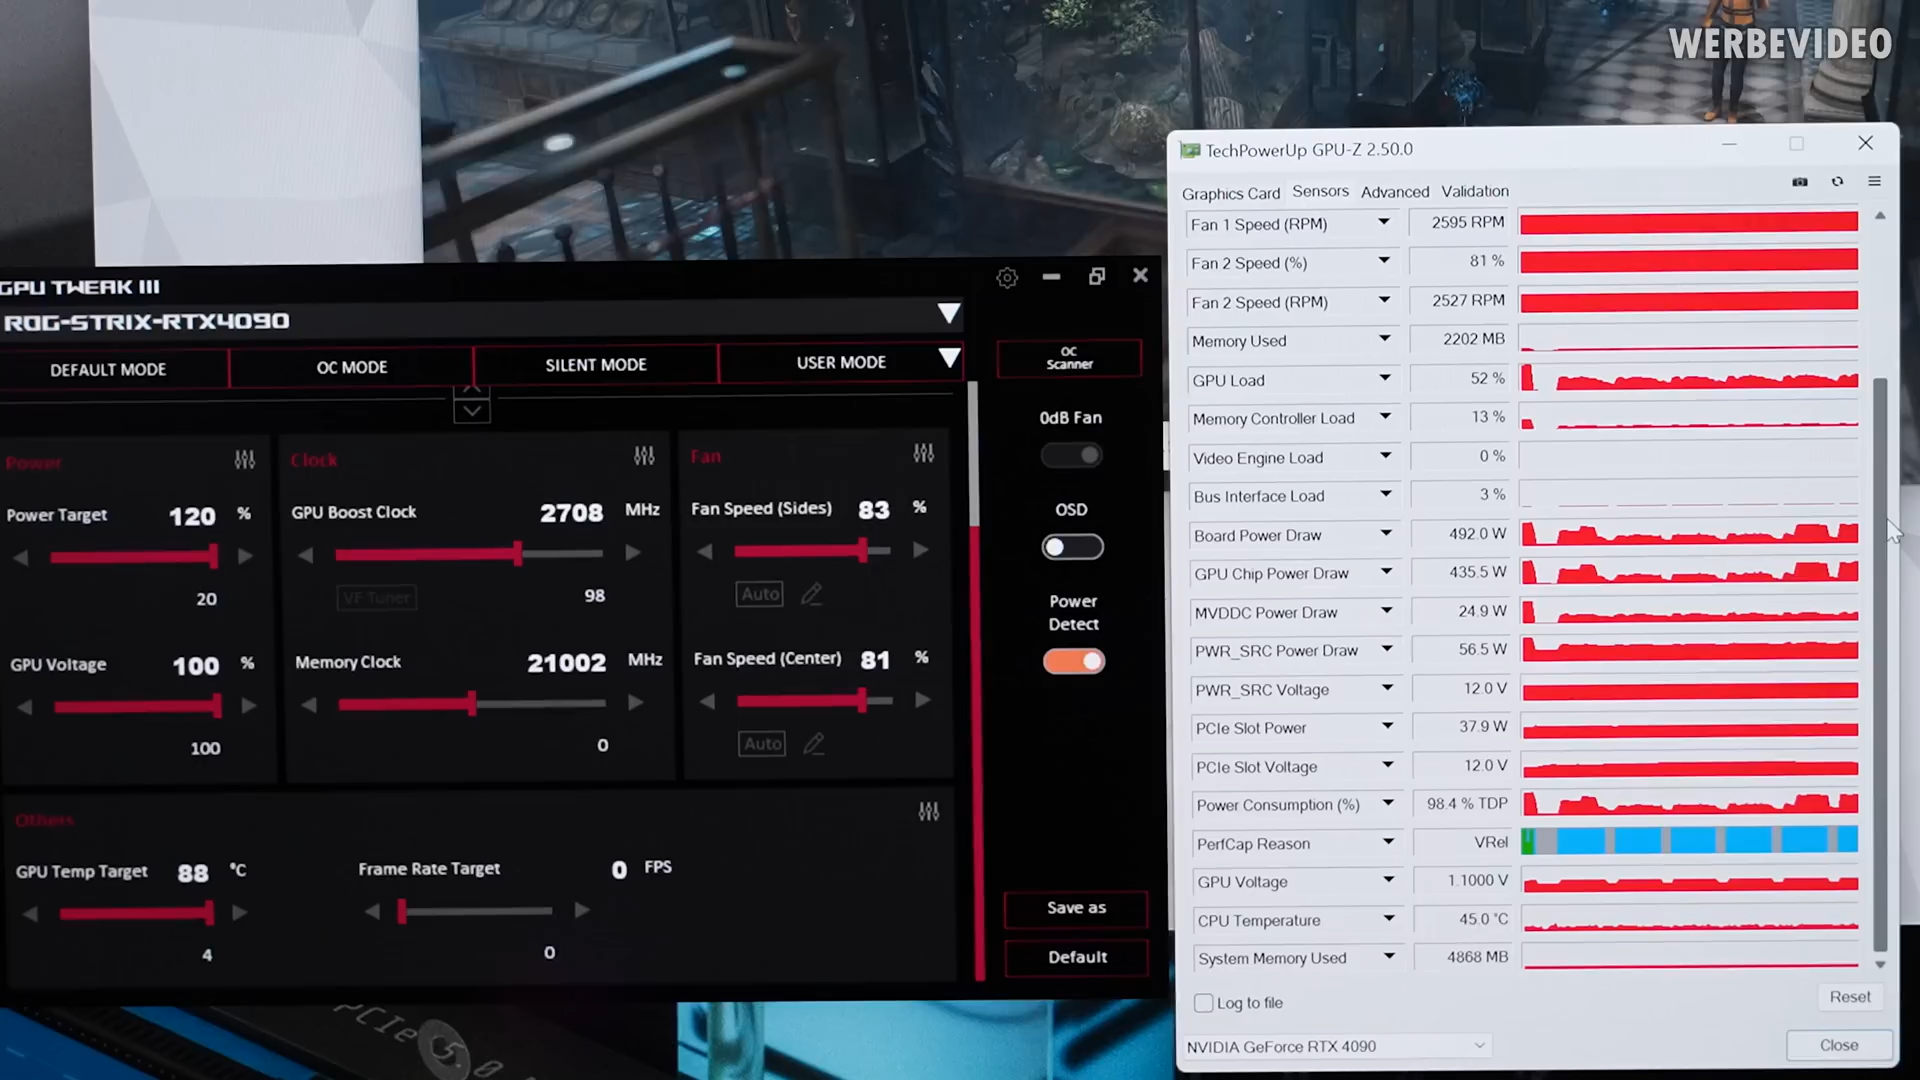 WERBEVIDEO
GPU TWEAK III
ROG-STRIX-RTX4090
DEFAULT MODE
OC MODE
SILENT MODE
USER MODE
OC
Scanner
0dB Fan
OSD
Power
Detect
Save as
Default
Power
Power Target
120 %
20
GPU Voltage
100 %
100
Clock
GPU Boost Clock
2708 MHz
VF Tuner
98
Memory Clock
21002 MHz
0
Fan
Fan Speed (Sides)
83 %
Auto
Fan Speed (Center)
81 %
Auto
Others
GPU Temp Target
88 °C
4
Frame Rate Target
0 FPS
0
TechPowerUp GPU-Z 2.50.0
Graphics Card Sensors Advanced Validation
Fan 1 Speed (RPM) 2595 RPM
Fan 2 Speed (%) 81 %
Fan 2 Speed (RPM) 2527 RPM
Memory Used 2202 MB
GPU Load 52 %
Memory Controller Load 13 %
Video Engine Load 0 %
Bus Interface Load 3 %
Board Power Draw 492.0 W
GPU Chip Power Draw 435.5 W
MVDDC Power Draw 24.9 W
PWR_SRC Power Draw 56.5 W
PWR_SRC Voltage 12.0 V
PCIe Slot Power 37.9 W
PCIe Slot Voltage 12.0 V
Power Consumption (%) 98.4 % TDP
PerfCap Reason VRel
GPU Voltage 1.1000 V
CPU Temperature 45.0 °C
System Memory Used 4868 MB
Log to file
Reset
NVIDIA GeForce RTX 4090
Close
PCIe 5.0